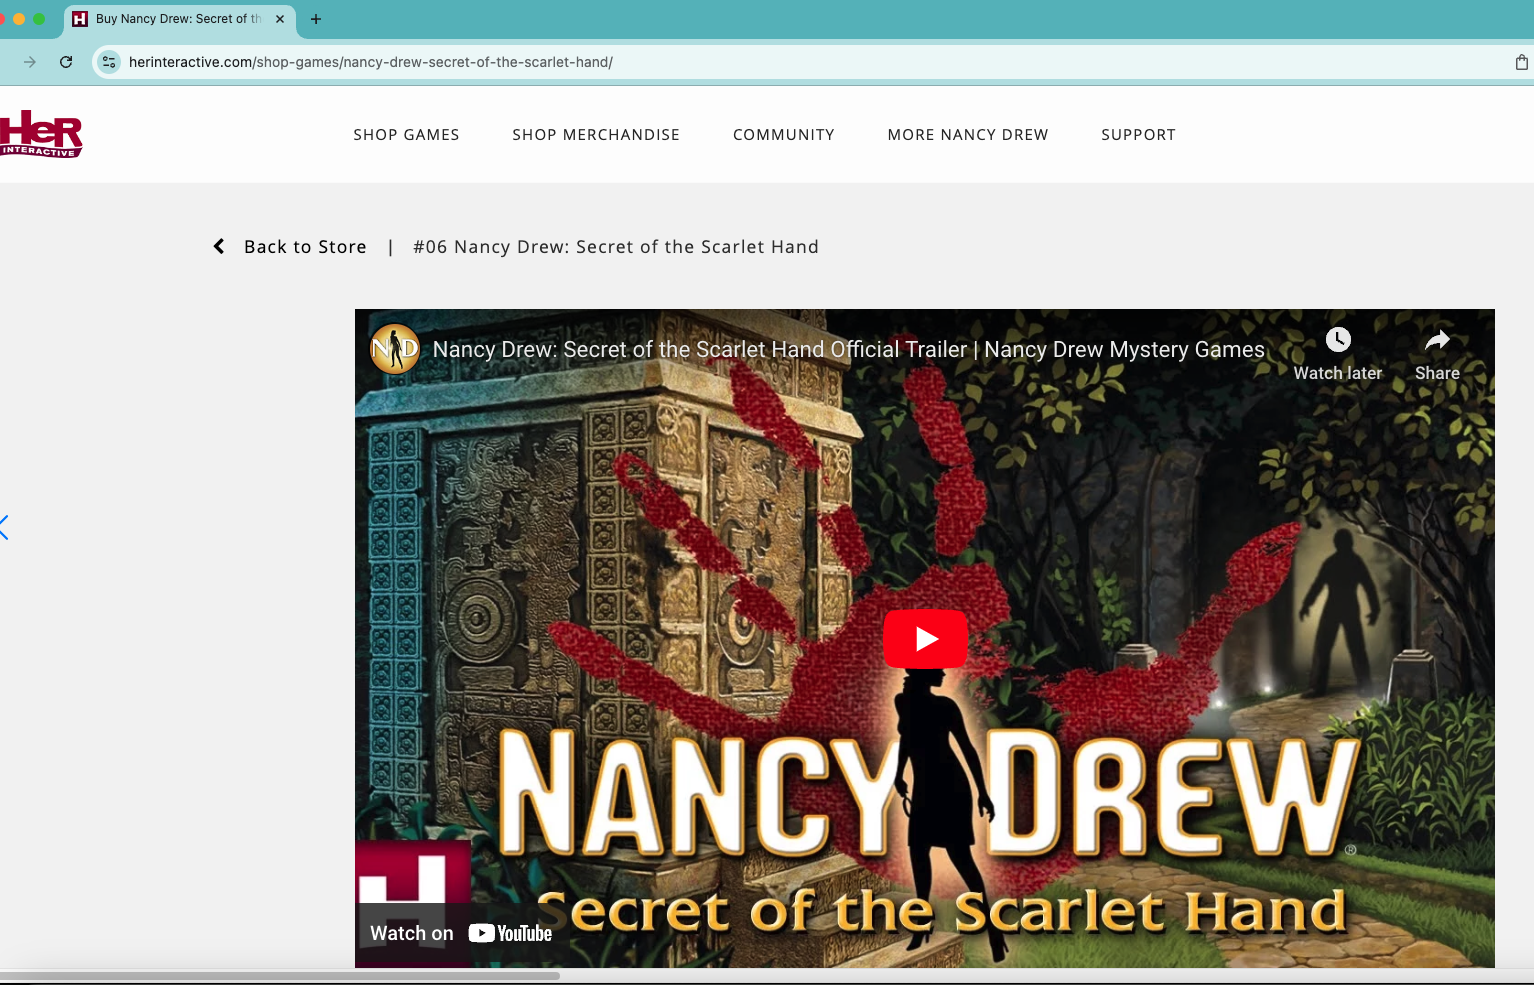 Buy Nancy Drew: Secret of th
herinteractive.com/shop-games/nancy-drew-secret-of-the-scarlet-hand/
HeR
INTERACTIVE
SHOP GAMES
SHOP MERCHANDISE
COMMUNITY
MORE NANCY DREW
SUPPORT
Back to Store | #06 Nancy Drew: Secret of the Scarlet Hand
ND
Nancy Drew: Secret of the Scarlet Hand Official Trailer | Nancy Drew Mystery Games
Watch later
Share
NANCY DREW®
Secret of the Scarlet Hand
H
Watch on YouTube